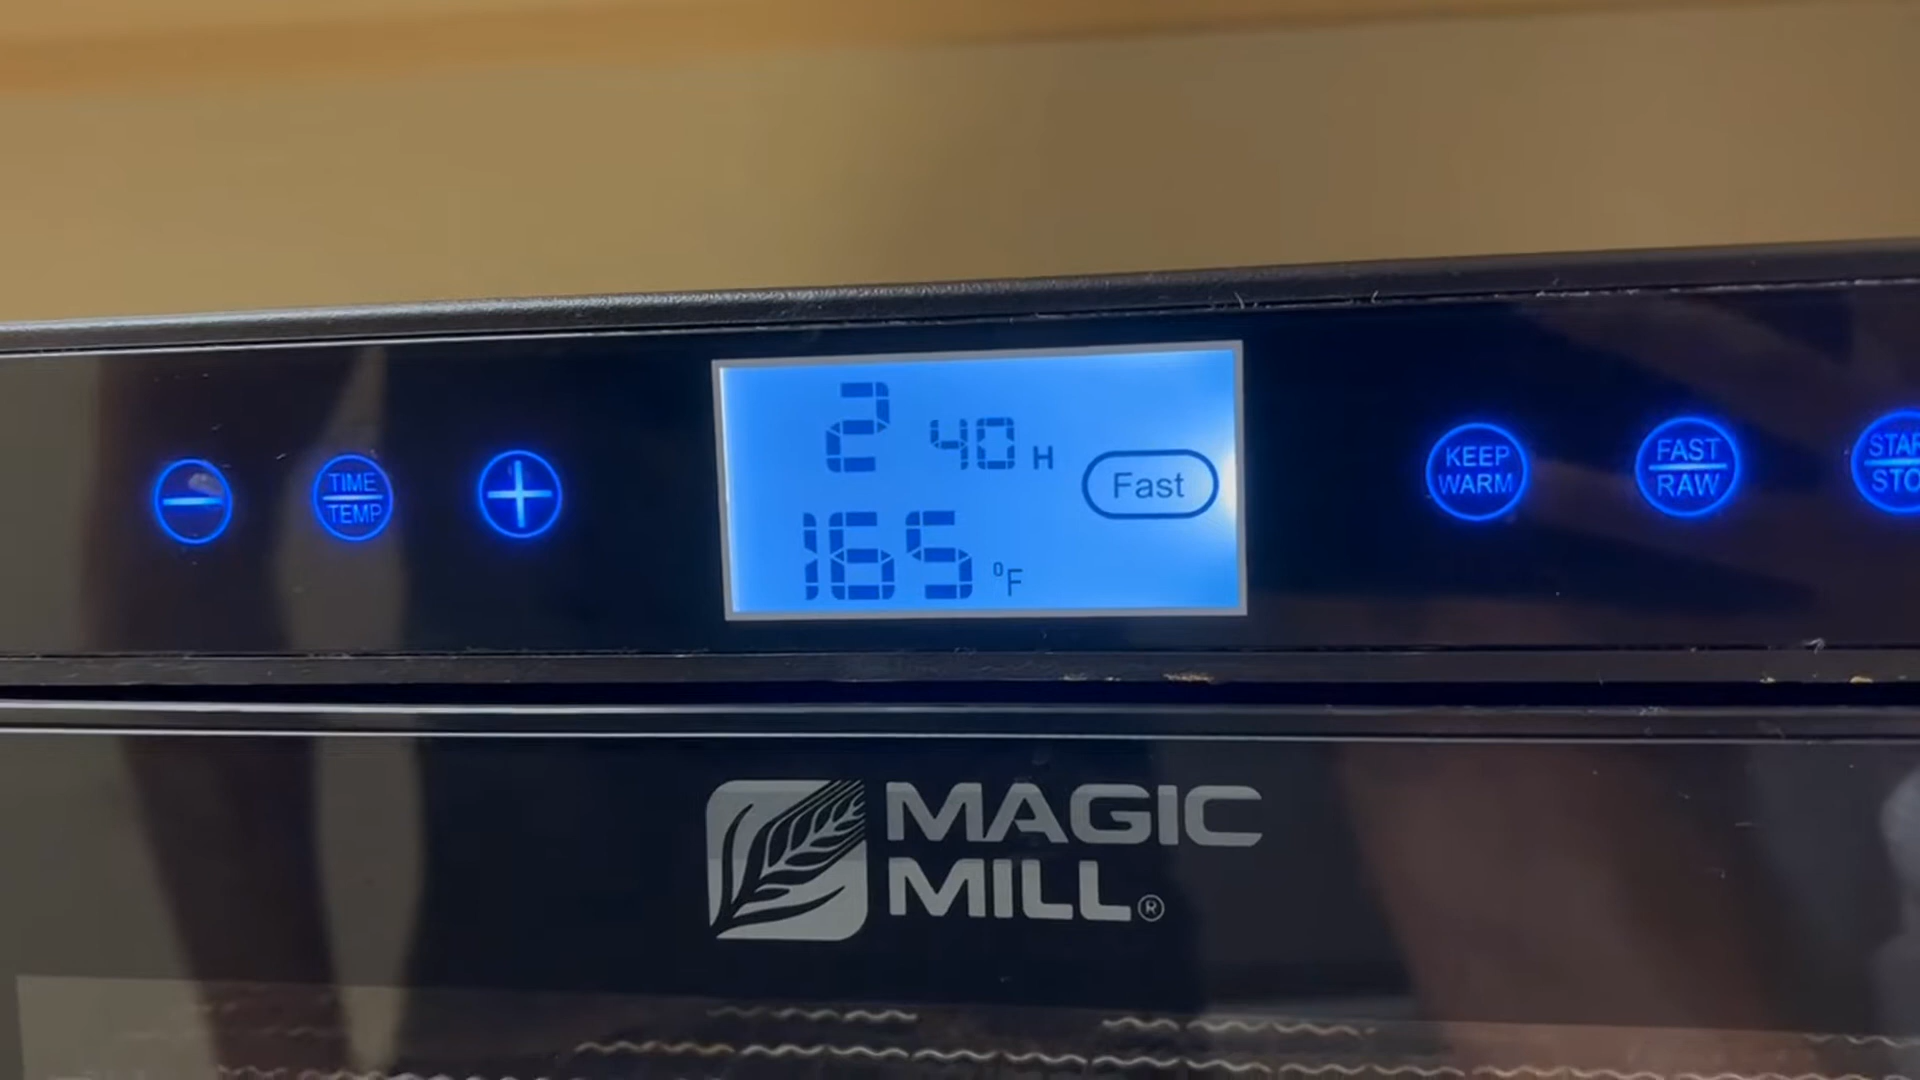 2 40 H
Fast
165 °F
TIME
TEMP
KEEP
WARM
FAST
RAW
MAGIC
MILL®